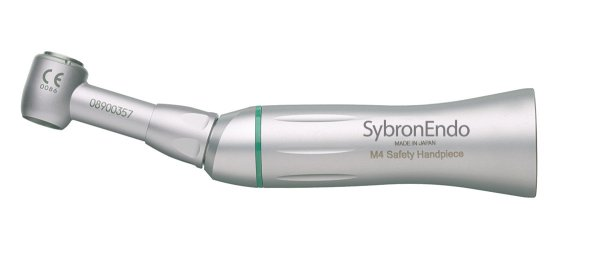 CE
0086
08900357
SybronEndo
MADE IN JAPAN
M4 Safety Handpiece